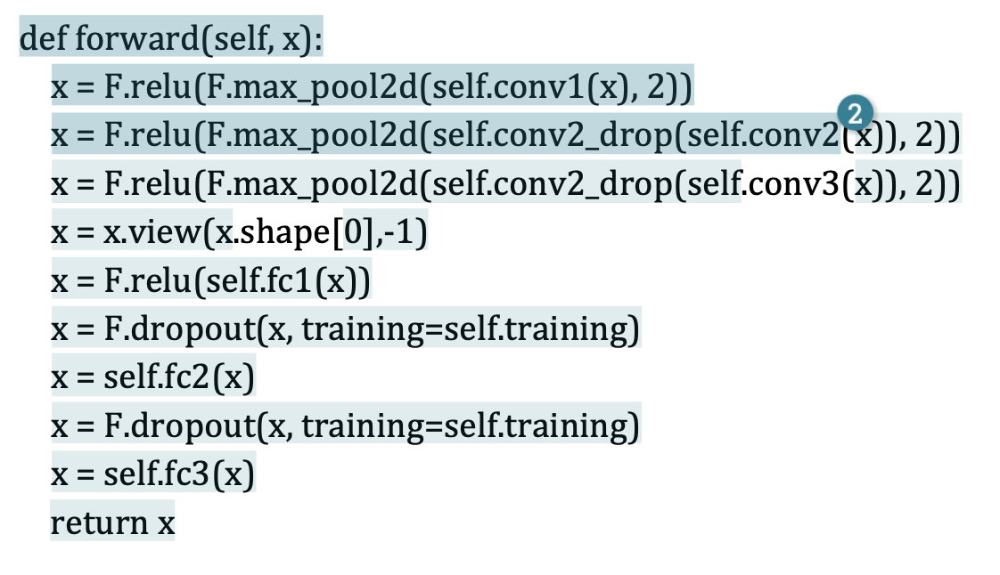 def forward(self, x):
x = F.relu(F.max_pool2d(self.conv1(x), 2))
2
x = F.relu(F.max_pool2d(self.conv2_drop(self.conv2(x)), 2))
x = F.relu(F.max_pool2d(self.conv2_drop(self.conv3(x)), 2))
x = x.view(x.shape[0],-1)
x = F.relu(self.fc1(x))
x = F.dropout(x, training=self.training)
x = self.fc2(x)
x = F.dropout(x, training=self.training)
x = self.fc3(x)
return x